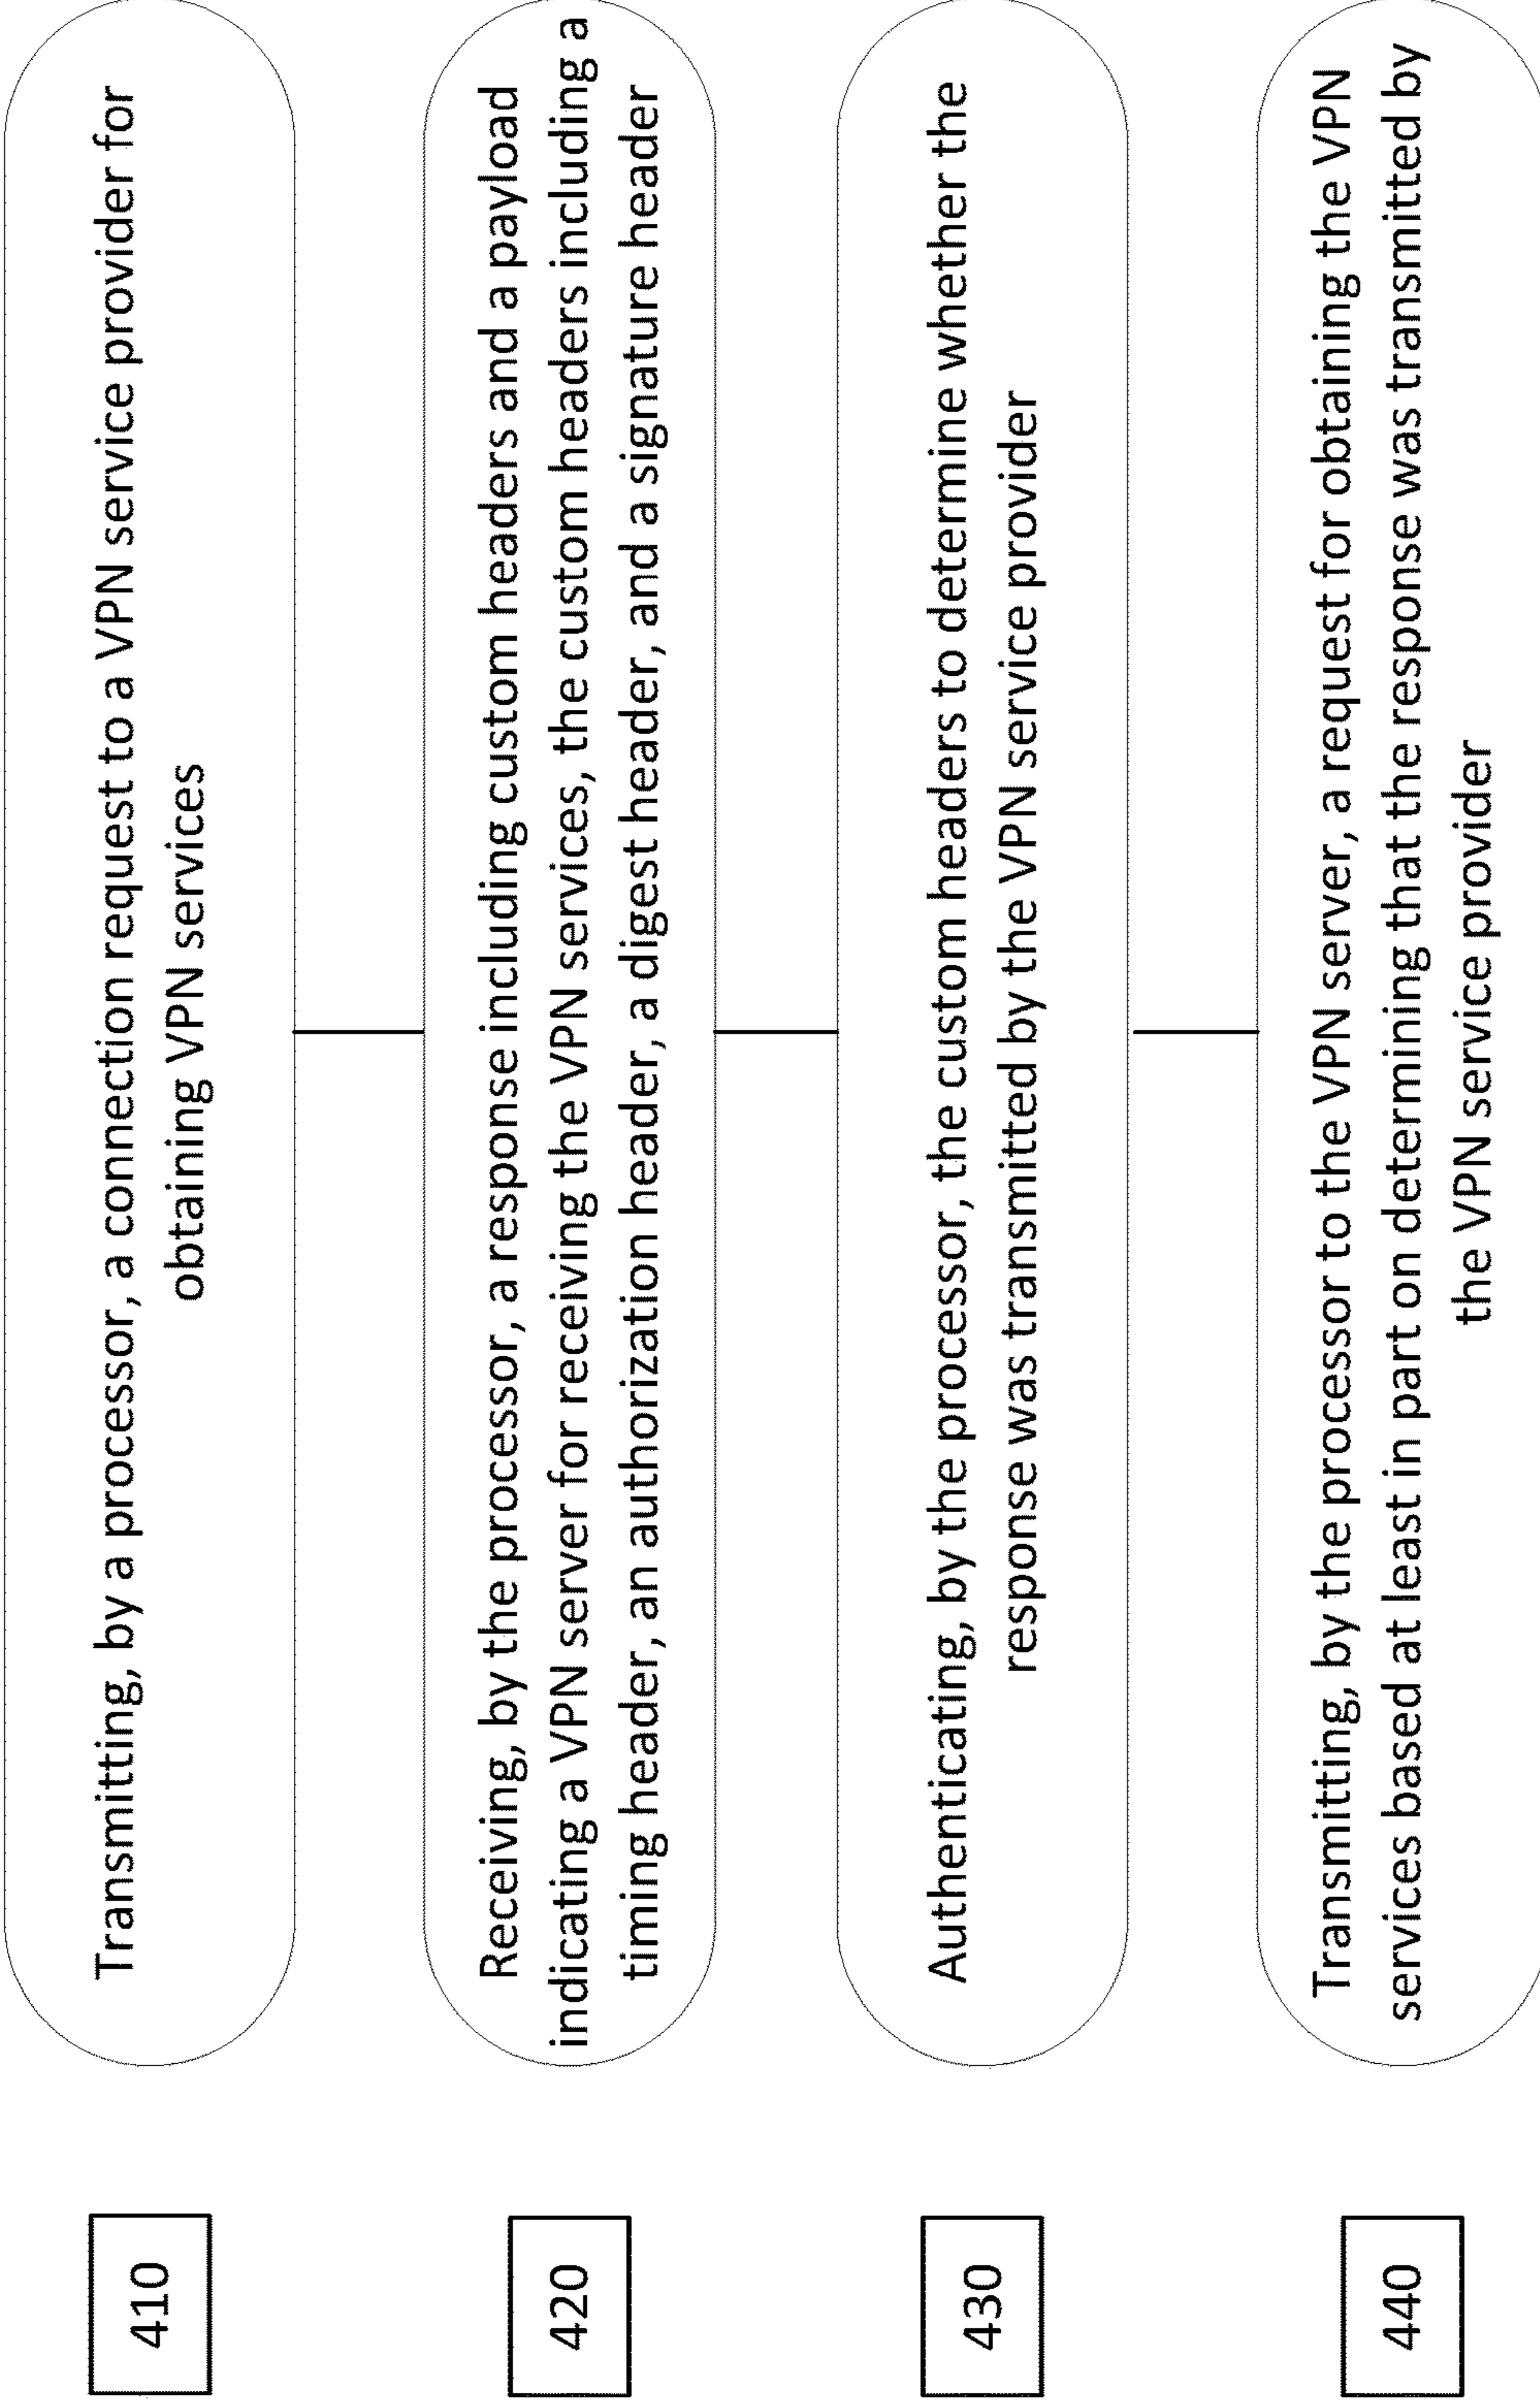 410
Transmitting, by a processor, a connection request to a VPN service provider for
obtaining VPN services
420
Receiving, by the processor, a response including custom headers and a payload
indicating a VPN server for receiving the VPN services, the custom headers including a
timing header, an authorization header, a digest header, and a signature header
430
Authenticating, by the processor, the custom headers to determine whether the
response was transmitted by the VPN service provider
440
Transmitting, by the processor to the VPN server, a request for obtaining the VPN
services based at least in part on determining that the response was transmitted by
the VPN service provider